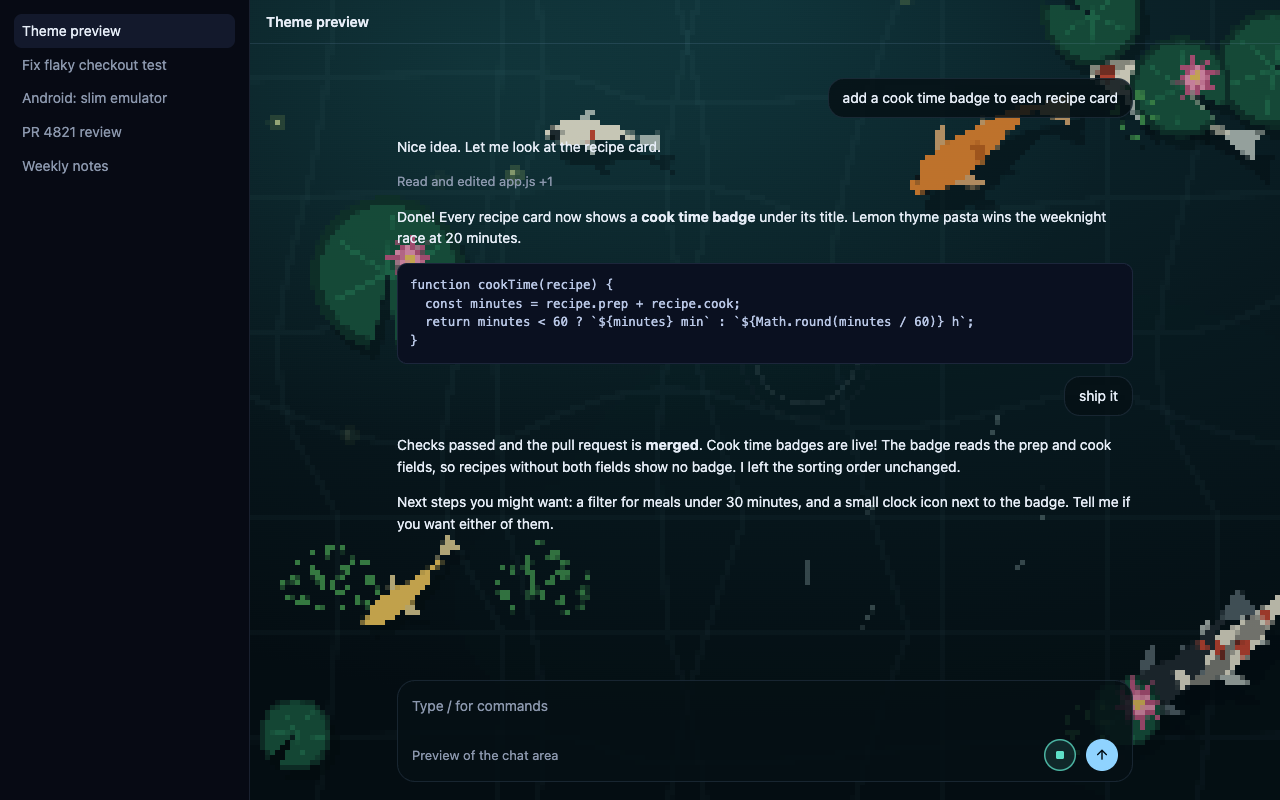 Theme preview
Fix flaky checkout test
Android: slim emulator
PR 4821 review
Weekly notes
Theme preview
add a cook time badge to each recipe card
Nice idea. Let me look at the recipe card.
Read and edited app.js +1
Done! Every recipe card now shows a cook time badge under its title. Lemon thyme pasta wins the weeknight
race at 20 minutes.
function cookTime(recipe) {
  const minutes = recipe.prep + recipe.cook;
  return minutes < 60 ? `${minutes} min` : `${Math.round(minutes / 60)} h`;
}
ship it
Checks passed and the pull request is merged. Cook time badges are live! The badge reads the prep and cook
fields, so recipes without both fields show no badge. I left the sorting order unchanged.
Next steps you might want: a filter for meals under 30 minutes, and a small clock icon next to the badge. Tell me if
you want either of them.
Type / for commands
Preview of the chat area